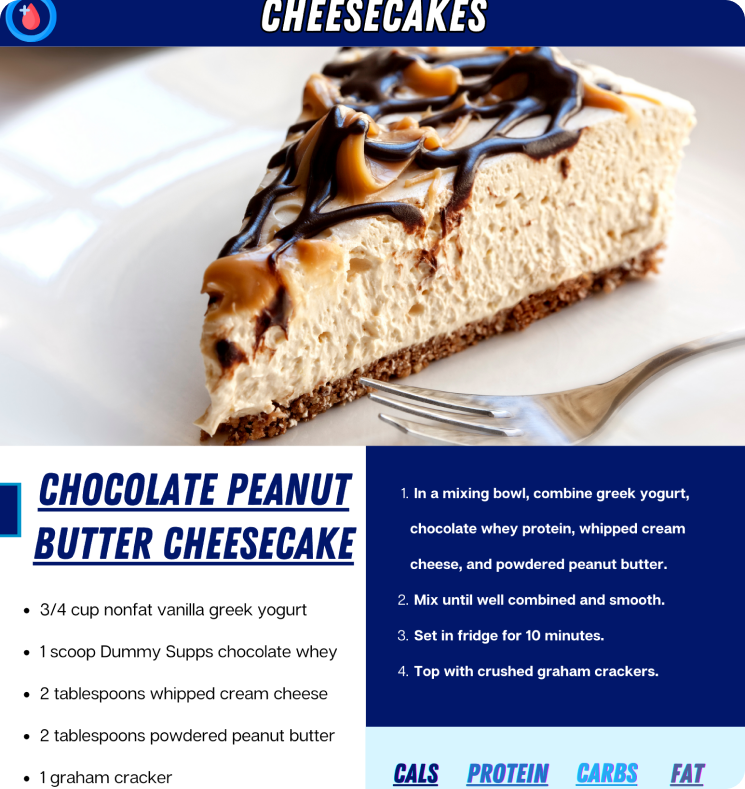 CHEESECAKES
CHOCOLATE PEANUT
BUTTER CHEESECAKE
• 3/4 cup nonfat vanilla greek yogurt
• 1 scoop Dummy Supps chocolate whey
• 2 tablespoons whipped cream cheese
• 2 tablespoons powdered peanut butter
• 1 graham cracker
1. In a mixing bowl, combine greek yogurt,
chocolate whey protein, whipped cream
cheese, and powdered peanut butter.
2. Mix until well combined and smooth.
3. Set in fridge for 10 minutes.
4. Top with crushed graham crackers.
CALS PROTEIN CARBS FAT